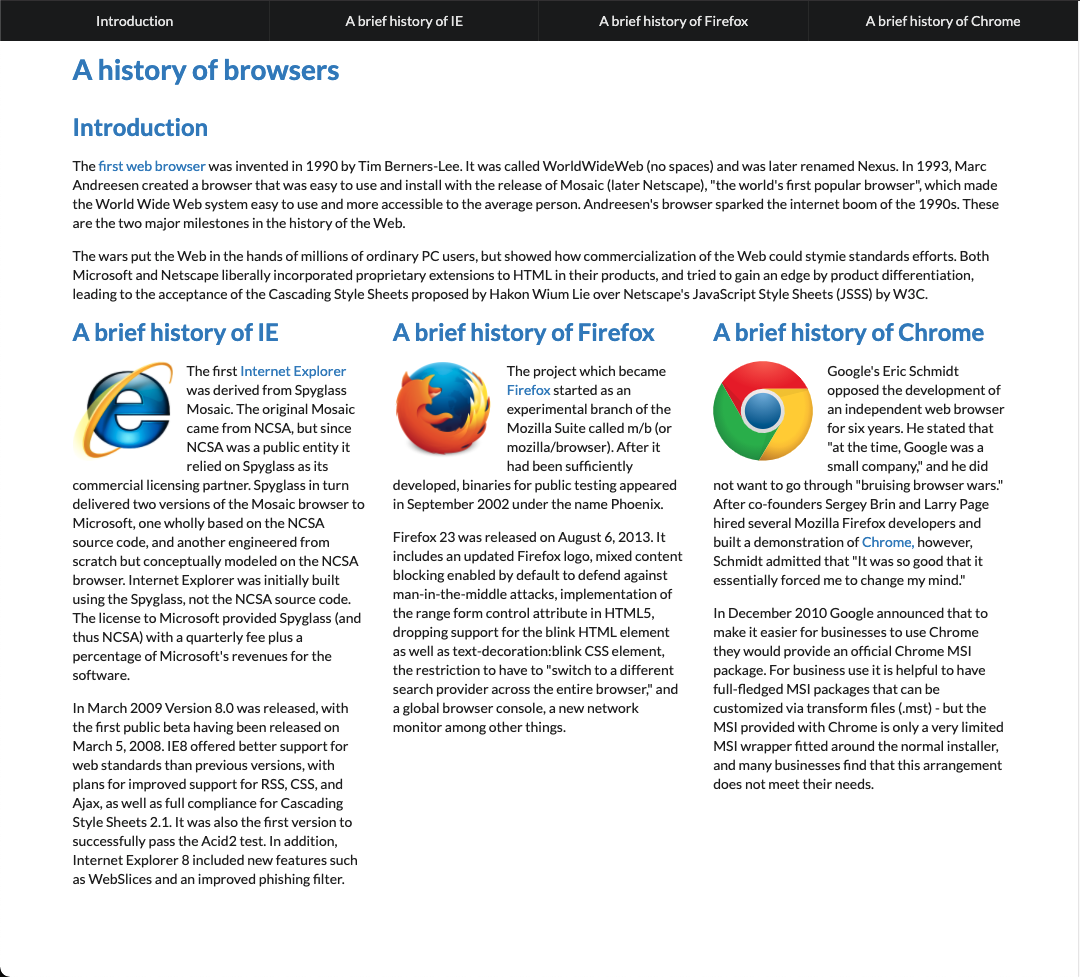 Introduction
A brief history of IE
A brief history of Firefox
A brief history of Chrome
A history of browsers
Introduction
The first web browser was invented in 1990 by Tim Berners-Lee. It was called WorldWideWeb (no spaces) and was later renamed Nexus. In 1993, Marc
Andreesen created a browser that was easy to use and install with the release of Mosaic (later Netscape), "the world's first popular browser", which made
the World Wide Web system easy to use and more accessible to the average person. Andreesen's browser sparked the internet boom of the 1990s. These
are the two major milestones in the history of the Web.
The wars put the Web in the hands of millions of ordinary PC users, but showed how commercialization of the Web could stymie standards efforts. Both
Microsoft and Netscape liberally incorporated proprietary extensions to HTML in their products, and tried to gain an edge by product differentiation,
leading to the acceptance of the Cascading Style Sheets proposed by Hakon Wium Lie over Netscape's JavaScript Style Sheets (JSSS) by W3C.
A brief history of IE
The first Internet Explorer
was derived from Spyglass
Mosaic. The original Mosaic
came from NCSA, but since
NCSA was a public entity it
relied on Spyglass as its
commercial licensing partner. Spyglass in turn
delivered two versions of the Mosaic browser to
Microsoft, one wholly based on the NCSA
source code, and another engineered from
scratch but conceptually modeled on the NCSA
browser. Internet Explorer was initially built
using the Spyglass, not the NCSA source code.
The license to Microsoft provided Spyglass (and
thus NCSA) with a quarterly fee plus a
percentage of Microsoft's revenues for the
software.
In March 2009 Version 8.0 was released, with
the first public beta having been released on
March 5, 2008. IE8 offered better support for
web standards than previous versions, with
plans for improved support for RSS, CSS, and
Ajax, as well as full compliance for Cascading
Style Sheets 2.1. It was also the first version to
successfully pass the Acid2 test. In addition,
Internet Explorer 8 included new features such
as WebSlices and an improved phishing filter.
A brief history of Firefox
The project which became
Firefox started as an
experimental branch of the
Mozilla Suite called m/b (or
mozilla/browser). After it
had been sufficiently
developed, binaries for public testing appeared
in September 2002 under the name Phoenix.
Firefox 23 was released on August 6, 2013. It
includes an updated Firefox logo, mixed content
blocking enabled by default to defend against
man-in-the-middle attacks, implementation of
the range form control attribute in HTML5,
dropping support for the blink HTML element
as well as text-decoration:blink CSS element,
the restriction to have to "switch to a different
search provider across the entire browser," and
a global browser console, a new network
monitor among other things.
A brief history of Chrome
Google's Eric Schmidt
opposed the development of
an independent web browser
for six years. He stated that
"at the time, Google was a
small company," and he did
not want to go through "bruising browser wars."
After co-founders Sergey Brin and Larry Page
hired several Mozilla Firefox developers and
built a demonstration of Chrome, however,
Schmidt admitted that "It was so good that it
essentially forced me to change my mind."
In December 2010 Google announced that to
make it easier for businesses to use Chrome
they would provide an official Chrome MSI
package. For business use it is helpful to have
full-fledged MSI packages that can be
customized via transform files (.mst) - but the
MSI provided with Chrome is only a very limited
MSI wrapper fitted around the normal installer,
and many businesses find that this arrangement
does not meet their needs.